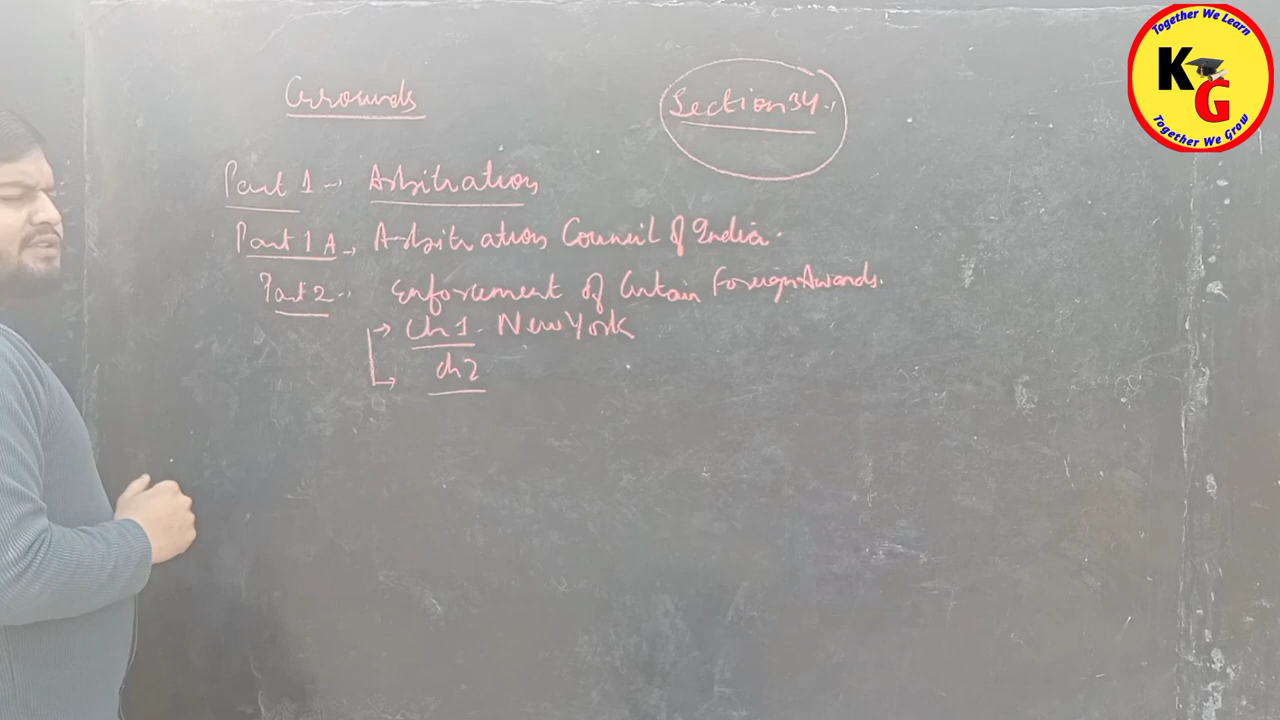 Grounds
Section 34..
Part 1 → Arbitration
Part 1 A → Arbitration Council of India.
Part 2 .. Enforcement of Certain Foreign Awards.
→ Ch 1. New York
→ ch 2
Together We Learn
KG
Together We Grow